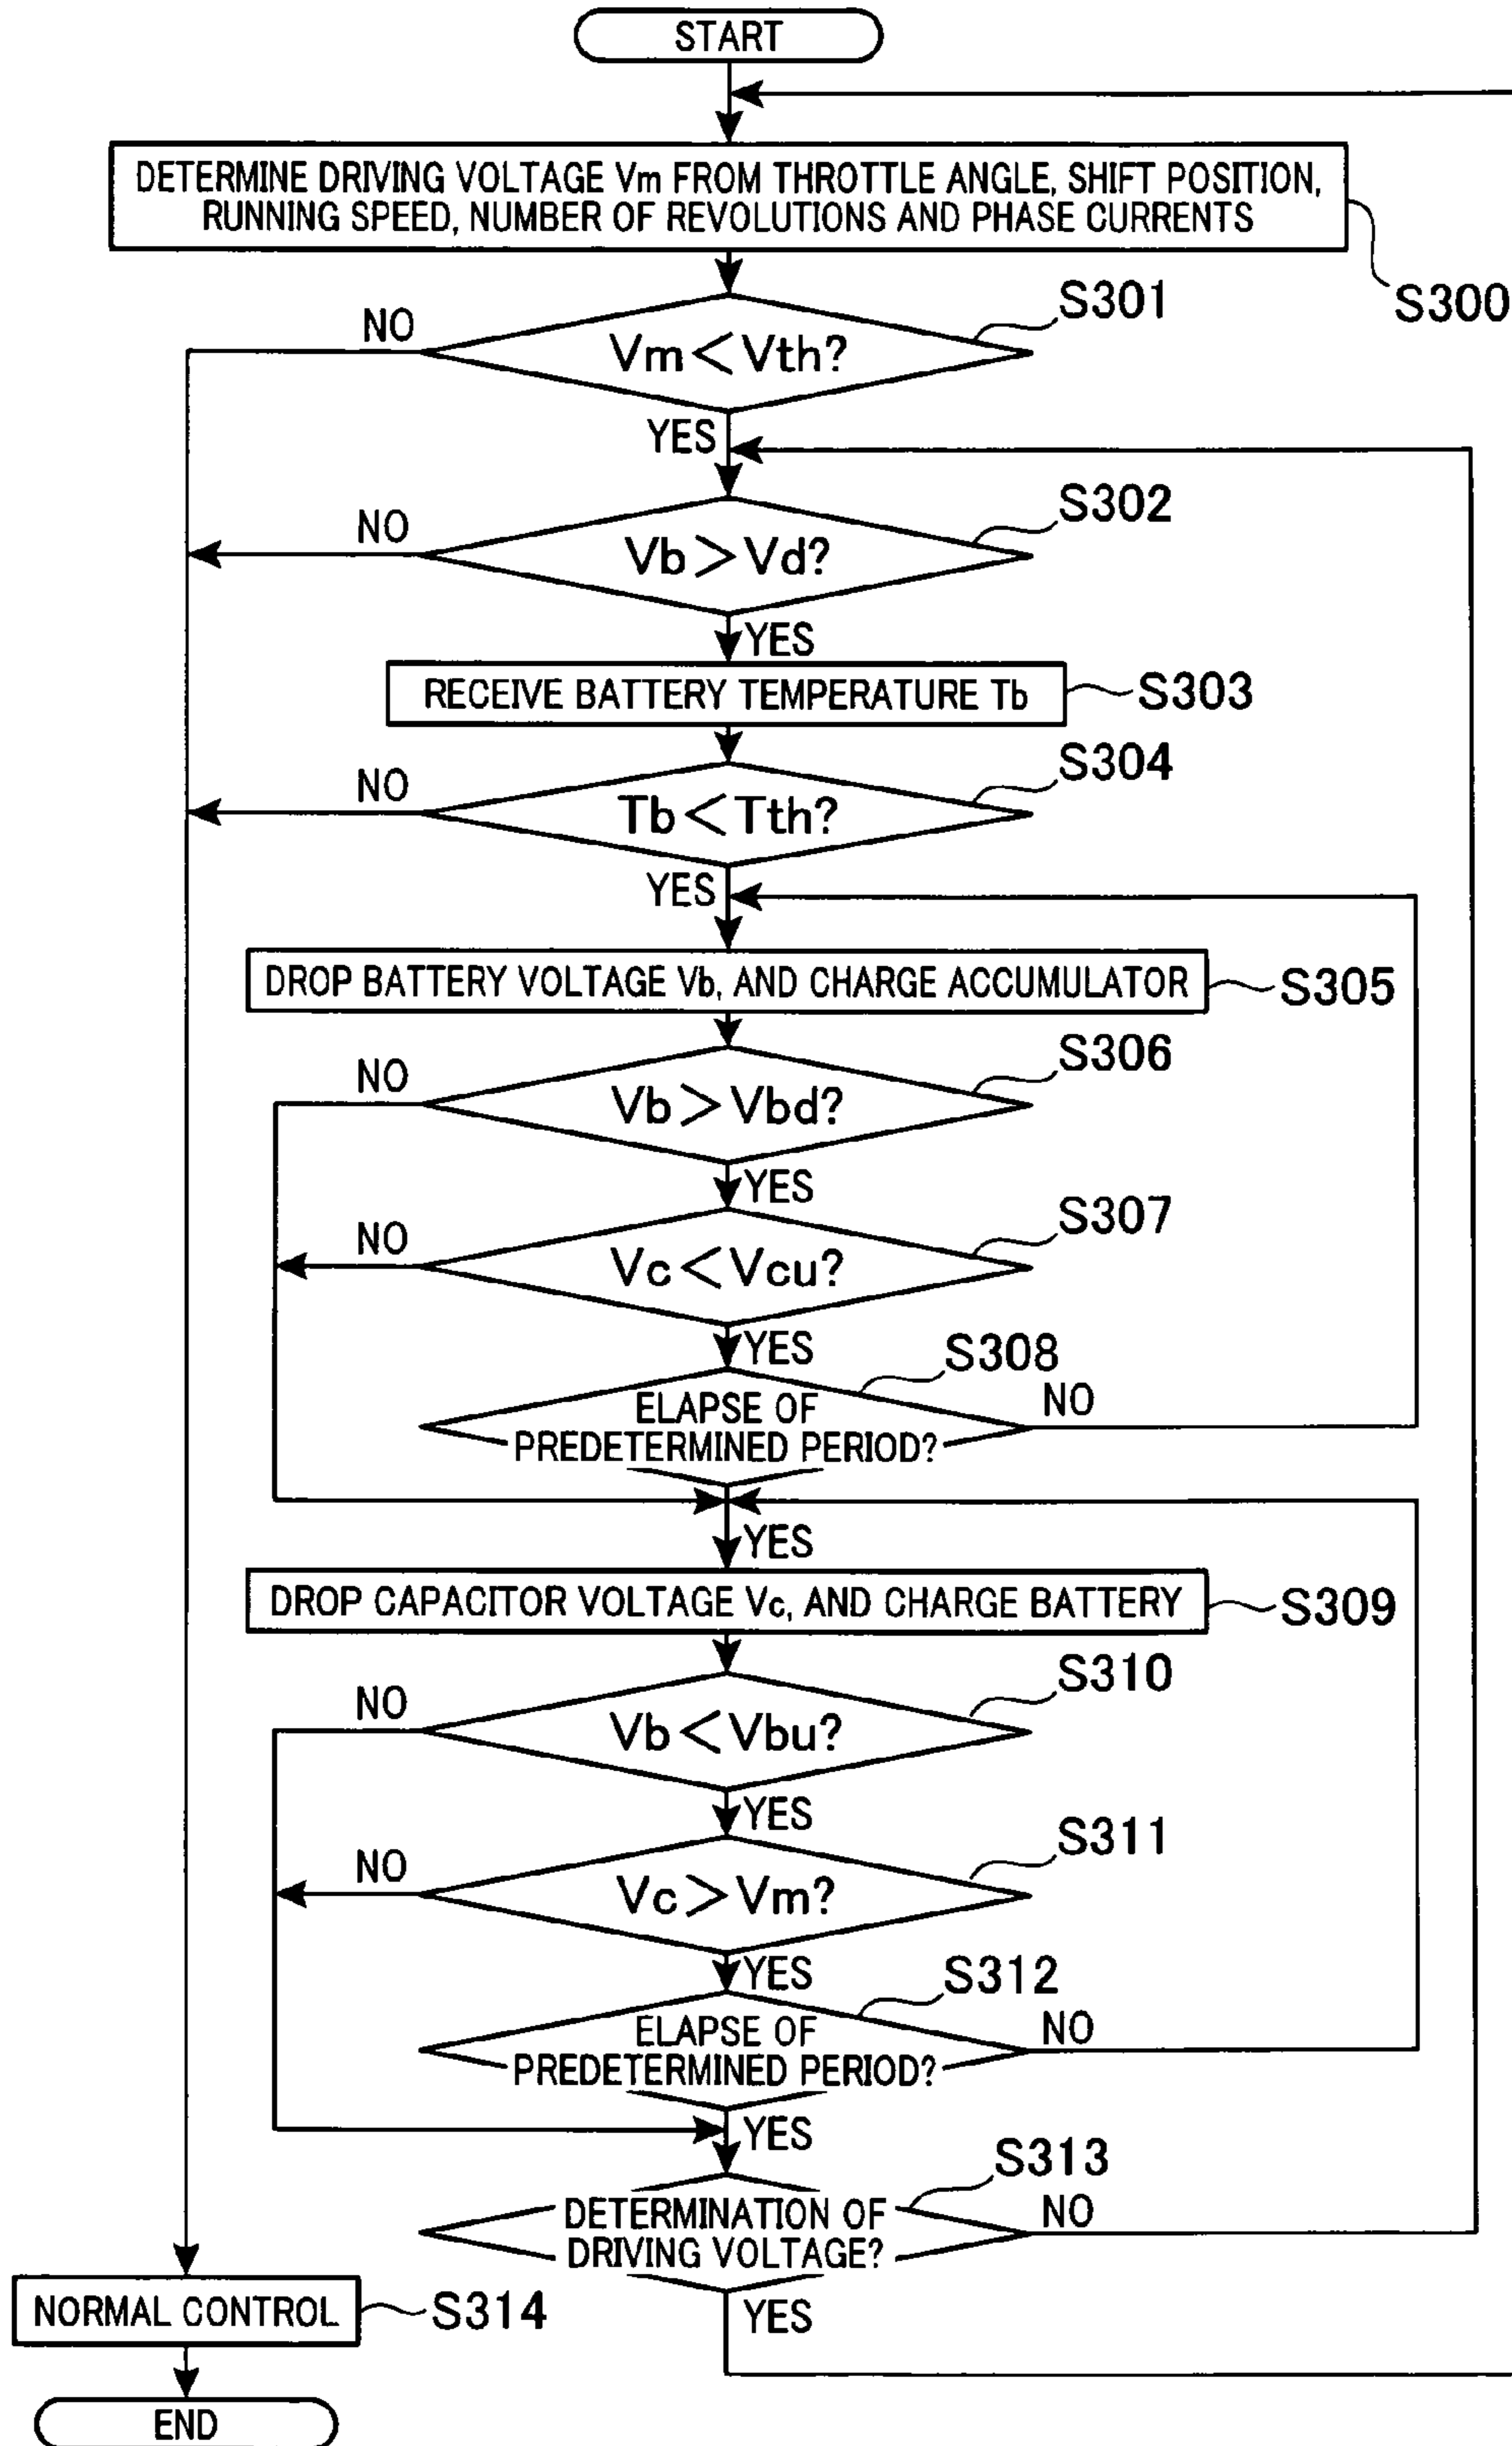 START
DETERMINE DRIVING VOLTAGE Vm FROM THROTTLE ANGLE, SHIFT POSITION,
RUNNING SPEED, NUMBER OF REVOLUTIONS AND PHASE CURRENTS
S300
S301
NO
Vm<Vth?
YES
S302
NO
Vb>Vd?
YES
RECEIVE BATTERY TEMPERATURE Tb
S303
S304
NO
Tb<Tth?
YES
DROP BATTERY VOLTAGE Vb, AND CHARGE ACCUMULATOR
S305
S306
NO
Vb>Vbd?
YES
S307
NO
Vc<Vcu?
YES
S308
ELAPSE OF
PREDETERMINED PERIOD?
NO
YES
DROP CAPACITOR VOLTAGE Vc, AND CHARGE BATTERY
S309
S310
NO
Vb<Vbu?
YES
S311
NO
Vc>Vm?
YES
S312
ELAPSE OF
PREDETERMINED PERIOD?
NO
YES
S313
DETERMINATION OF
DRIVING VOLTAGE?
NO
YES
NORMAL CONTROL
S314
END